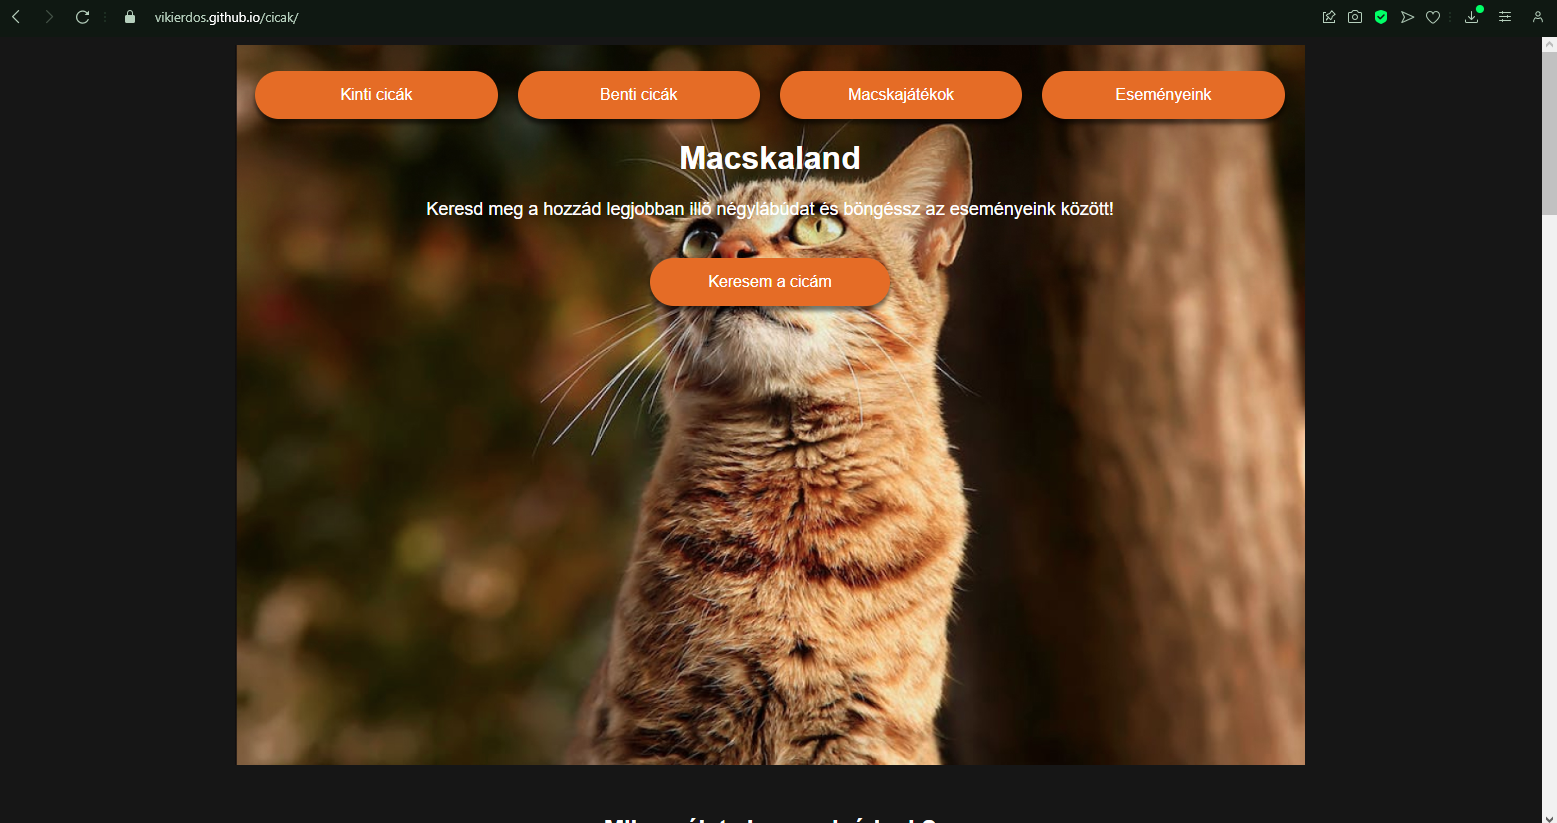 vikierdos.github.io/cicak/
Kinti cicák
Benti cicák
Macskajátékok
Eseményeink
Macskaland
Keresd meg a hozzád legjobban illő négylábúdat és böngéssz az eseményeink között!
Keresem a cicám